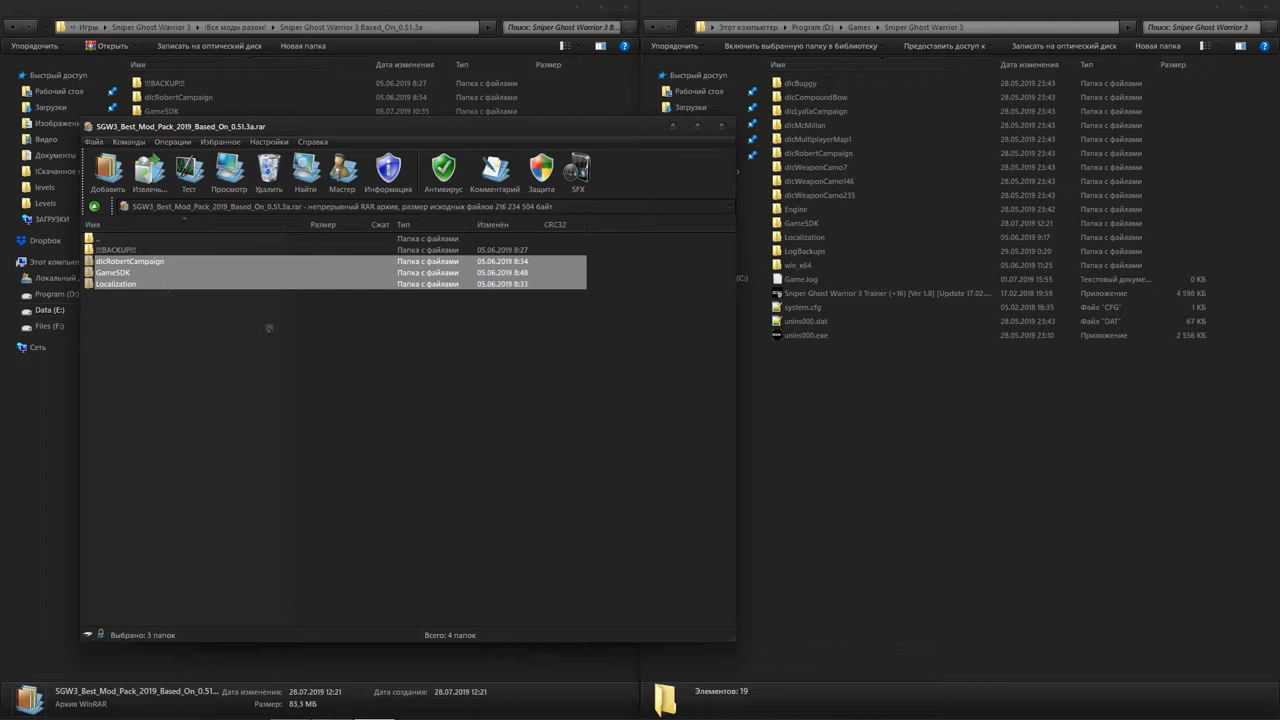 Игры
!Все моды разом!
Sniper Ghost Warrior 3 Based_On_0.51.3a
Поиск: Sniper Ghost Warrior 3 B...
Упорядочить
Открыть
Записать на оптический диск
Новая папка
Имя
Дата изменения
Тип
Размер
Быстрый доступ
Рабочий стол
Загрузки
Изображени
Видео
Документы
!Скачанное
levels
Levels
ЗАГРУЗКИ
Dropbox
Этот компьют
Локальный
Program (D:)
Data (E:)
Files (F:)
Сеть
!!!BACKUP!!! 05.06.2019 8:27 Папка с файлами
dlcRobertCampaign 05.06.2019 8:34 Папка с файлами
GameSDK 05.07.2019 10:35 Папка с файлами
SGW3_Best_Mod_Pack_2019_Based_On_0.51.3a.rar
Файл Команды Операции Избранное Настройки Справка
Добавить Извлечь... Тест Просмотр Удалить Найти Мастер Информация Антивирус Комментарий Защита SFX
SGW3_Best_Mod_Pack_2019_Based_On_0.51.3a.rar - непрерывный RAR архив, размер исходных файлов 216 234 504 байт
Имя Размер Сжат Тип Изменён CRC32
.. Папка с файлами
!!!BACKUP!!! Папка с файлами 05.06.2019 8:27
dlcRobertCampaign Папка с файлами 05.06.2019 8:34
GameSDK Папка с файлами 05.06.2019 8:48
Localization Папка с файлами 05.06.2019 8:33
Выбрано: 3 папок
Всего: 4 папок
SGW3_Best_Mod_Pack_2019_Based_On_0.51... Дата изменения: 28.07.2019 12:21 Дата создания: 28.07.2019 12:21
Архив WinRAR Размер: 83,3 МБ
Этот компьютер
Program (D:)
Games
Sniper Ghost Warrior 3
Поиск: Sniper Ghost Warrior 3
Упорядочить
Включить выбранную папку в библиотеку
Предоставить доступ к
Записать на оптический диск
Новая папка
Имя Дата изменения Тип Размер
Быстрый доступ
Рабочий стол
Загрузки
(C:)
dlcBuggy 28.05.2019 23:43 Папка с файлами
dlcCompoundBow 28.05.2019 23:43 Папка с файлами
dlcLydiaCampaign 28.05.2019 23:43 Папка с файлами
dlcMcMillan 28.05.2019 23:43 Папка с файлами
dlcMultiplayerMap1 28.05.2019 23:43 Папка с файлами
dlcRobertCampaign 28.05.2019 23:43 Папка с файлами
dlcWeaponCamo7 28.05.2019 23:43 Папка с файлами
dlcWeaponCamo146 28.05.2019 23:43 Папка с файлами
dlcWeaponCamo235 28.05.2019 23:43 Папка с файлами
Engine 28.05.2019 23:42 Папка с файлами
GameSDK 28.07.2019 12:21 Папка с файлами
Localization 05.06.2019 9:17 Папка с файлами
LogBackups 29.05.2019 0:20 Папка с файлами
win_x64 05.06.2019 11:25 Папка с файлами
Game.log 01.07.2019 15:55 Текстовый докуме... 0 КБ
Sniper Ghost Warrior 3 Trainer (+16) [Ver 1.8] [Update 17.02.... 17.02.2018 19:59 Приложение 4 598 КБ
system.cfg 05.02.2018 18:35 Файл "CFG" 1 КБ
unins000.dat 28.05.2019 23:43 Файл "DAT" 67 КБ
unins000.exe 28.05.2019 23:10 Приложение 2 556 КБ
Элементов: 19